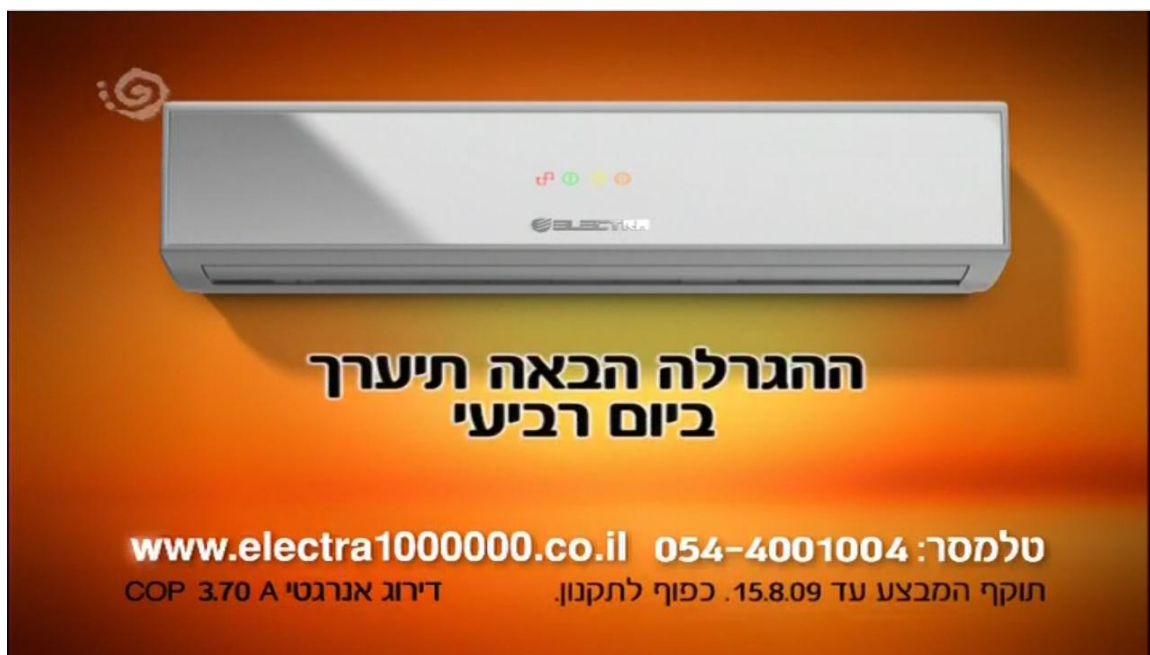 ELECTRA
ההגרלה הבאה תיערך
ביום רביעי
טלמסר: 054-4001004 www.electra1000000.co.il
תוקף המבצע עד 15.8.09. כפוף לתקנון. דירוג אנרגטי COP 3.70 A